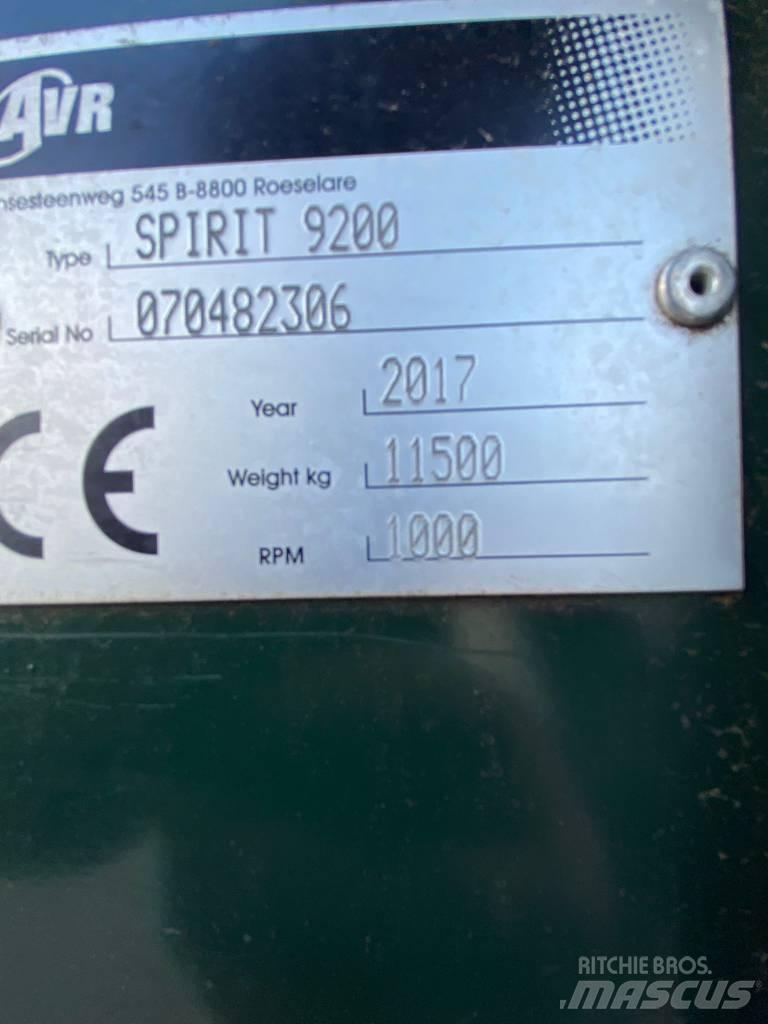 AVR
nsesteenweg 545 B-8800 Roeselare
Type SPIRIT 9200
Serial No 070482306
CE
Year 2017
Weight kg 11500
RPM 1000
RITCHIE BROS.
MASCUS